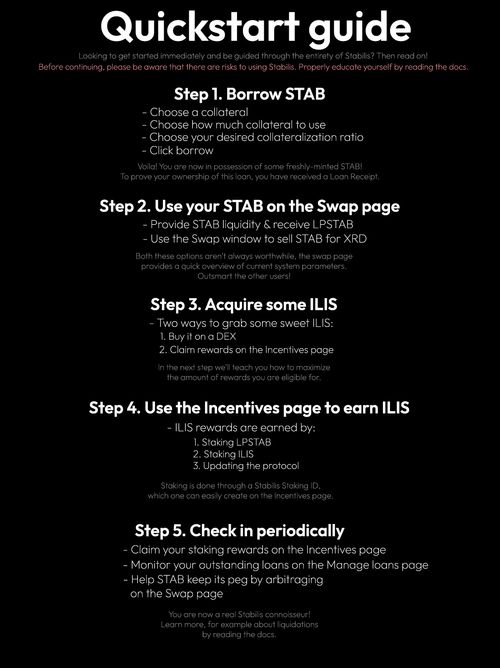 Quickstart guide
Looking to get started immediately and be guided through the entirety of Stabilis? Then read on!
Before continuing, please be aware that there are risks to using Stabilis. Properly educate yourself by reading the docs.
Step 1. Borrow STAB
- Choose a collateral
- Choose how much collateral to use
- Choose your desired collateralization ratio
- Click borrow
Voila! You are now in possession of some freshly-minted STAB!
To prove your ownership of this loan, you have received a Loan Receipt.
Step 2. Use your STAB on the Swap page
- Provide STAB liquidity & receive LPSTAB
- Use the Swap window to sell STAB for XRD
Both these options aren't always worthwhile, the swap page
provides a quick overview of current system parameters.
Outsmart the other users!
Step 3. Acquire some ILIS
- Two ways to grab some sweet ILIS:
1. Buy it on a DEX
2. Claim rewards on the Incentives page
In the next step we'll teach you how to maximize
the amount of rewards you are eligible for.
Step 4. Use the Incentives page to earn ILIS
- ILIS rewards are earned by:
1. Staking LPSTAB
2. Staking ILIS
3. Updating the protocol
Staking is done through a Stabilis Staking ID,
which one can easily create on the Incentives page.
Step 5. Check in periodically
- Claim your staking rewards on the Incentives page
- Monitor your outstanding loans on the Manage loans page
- Help STAB keep its peg by arbitraging
on the Swap page
You are now a real Stabilis connoisseur!
Learn more, for example about liquidations
by reading the docs.